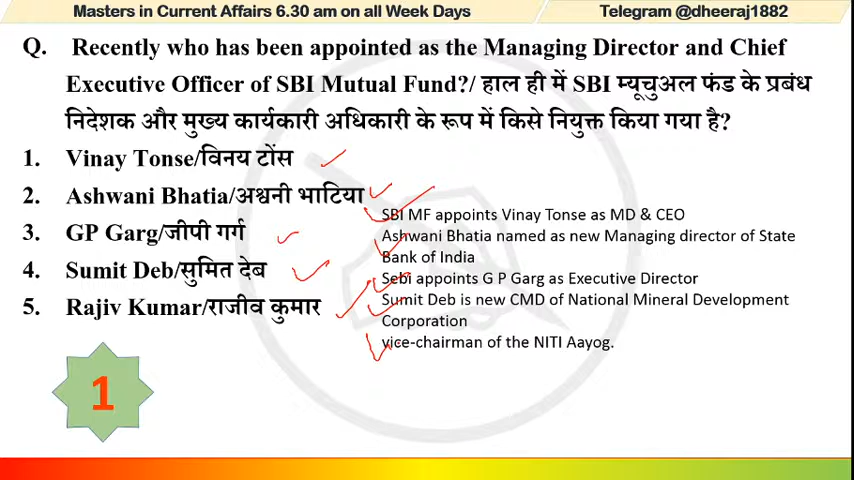 Masters in Current Affairs 6.30 am on all Week Days
Telegram @dheeraj1882
Q. Recently who has been appointed as the Managing Director and Chief
Executive Officer of SBI Mutual Fund?/ हाल ही में SBI म्यूचुअल फंड के प्रबंध
निदेशक और मुख्य कार्यकारी अधिकारी के रूप में किसे नियुक्त किया गया है?
1. Vinay Tonse/विनय टोंस
2. Ashwani Bhatia/अश्वनी भाटिया
3. GP Garg/जीपी गर्ग
4. Sumit Deb/सुमित देब
5. Rajiv Kumar/राजीव कुमार
SBI MF appoints Vinay Tonse as MD & CEO
Ashwani Bhatia named as new Managing director of State
Bank of India
Sebi appoints G P Garg as Executive Director
Sumit Deb is new CMD of National Mineral Development
Corporation
vice-chairman of the NITI Aayog.
1